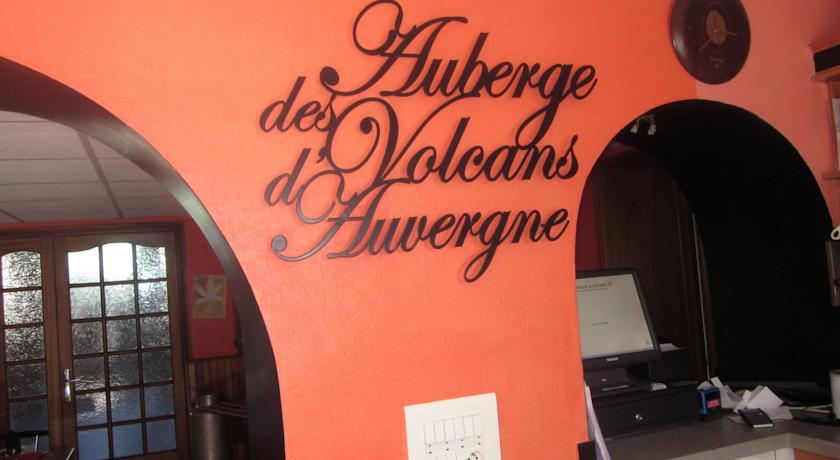 Auberge
des Volcans
d'Auvergne